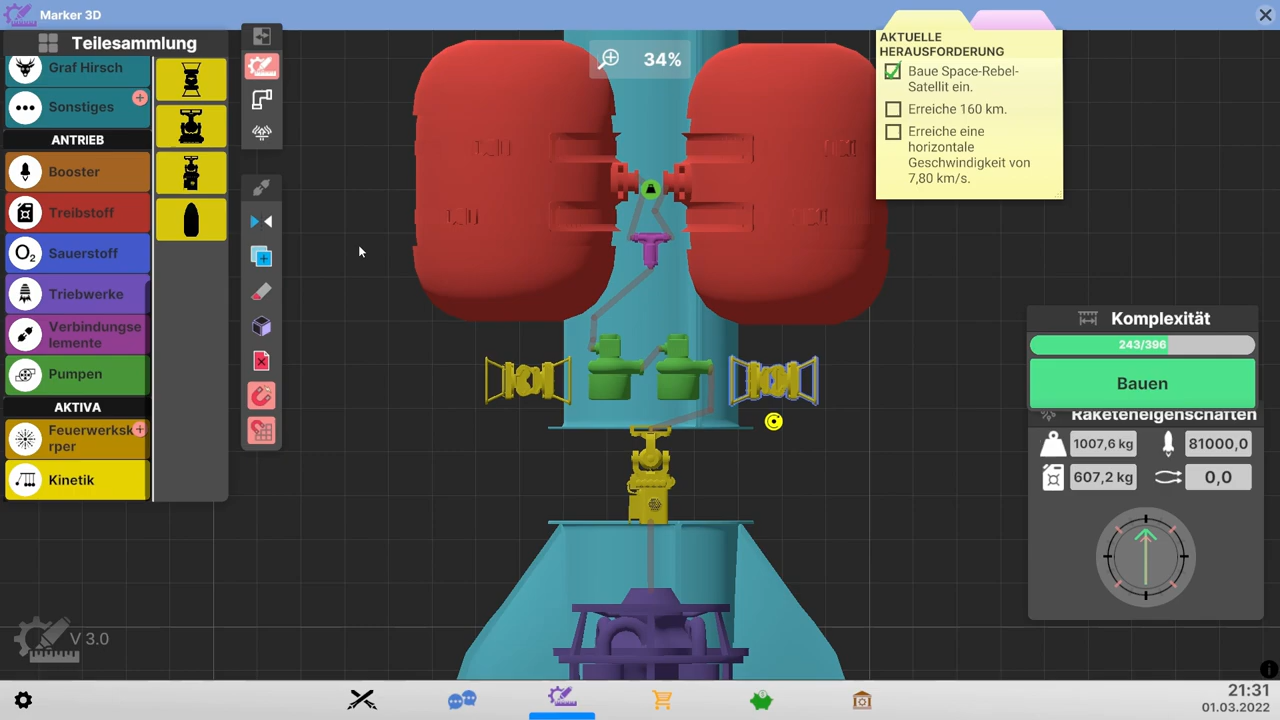 Marker 3D
Teilesammlung
Graf Hirsch
Sonstiges
ANTRIEB
Booster
Treibstoff
O2 Sauerstoff
Triebwerke
Verbindungse
lemente
Pumpen
AKTIVA
Feuerwerkskö
rper
Kinetik
34%
AKTUELLE
HERAUSFORDERUNG
Baue Space-Rebel-
Satellit ein.
Erreiche 160 km.
Erreiche eine
horizontale
Geschwindigkeit von
7,80 km/s.
Komplexität
243/396
Bauen
Raketeneigenschaften
1007,6 kg
81000,0
607,2 kg
0,0
V 3.0
21:31
01.03.2022